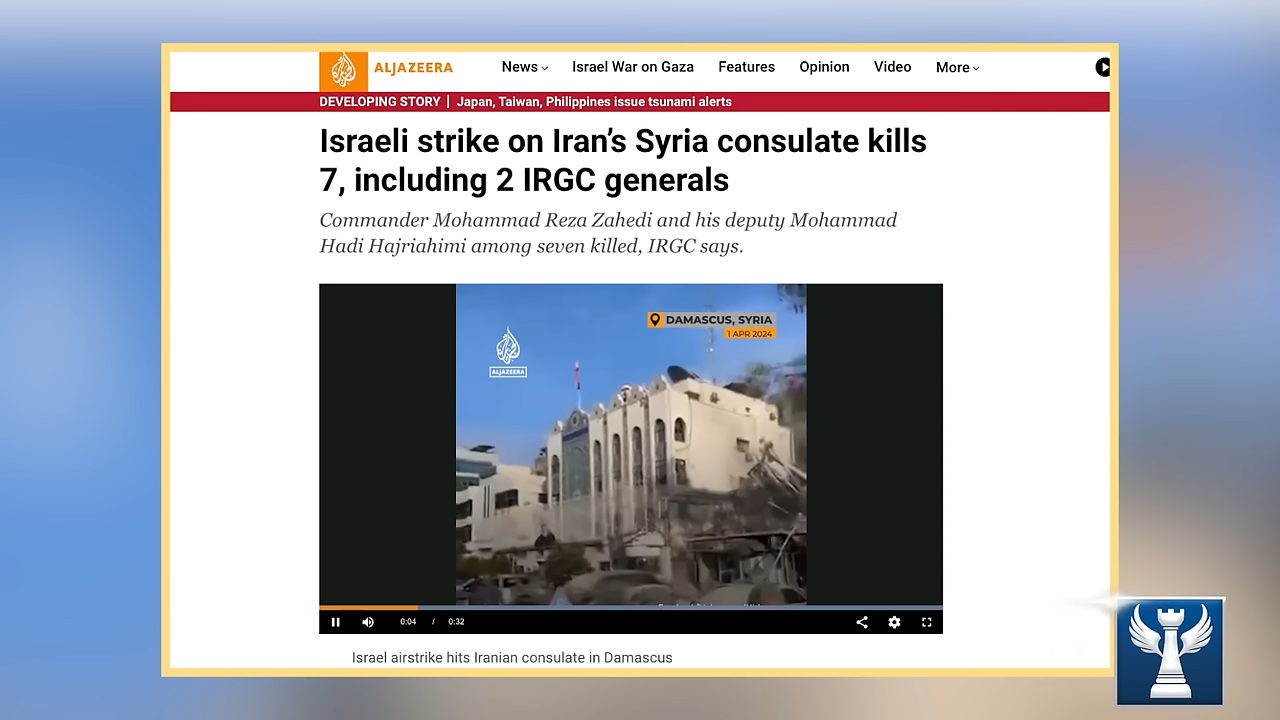 ALJAZEERA
News
Israel War on Gaza
Features
Opinion
Video
More
DEVELOPING STORY | Japan, Taiwan, Philippines issue tsunami alerts
Israeli strike on Iran's Syria consulate kills
7, including 2 IRGC generals
Commander Mohammad Reza Zahedi and his deputy Mohammad
Hadi Hajriahimi among seven killed, IRGC says.
DAMASCUS, SYRIA
1 APR 2024
ALJAZEERA
0:04 / 0:32
Israel airstrike hits Iranian consulate in Damascus